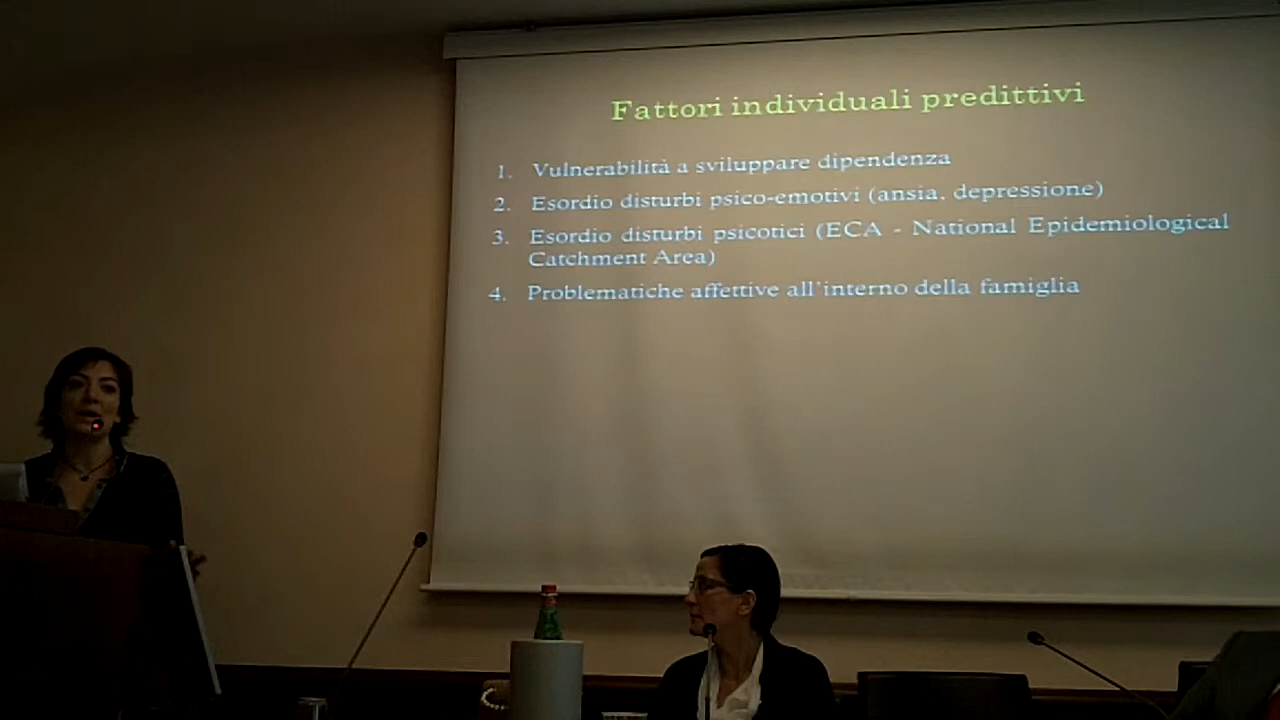 Fattori individuali predittivi
1. Vulnerabilità a sviluppare dipendenza
2. Esordio disturbi psico-emotivi (ansia, depressione)
3. Esordio disturbi psicotici (ECA - National Epidemiological
Catchment Area)
4. Problematiche affettive all'interno della famiglia